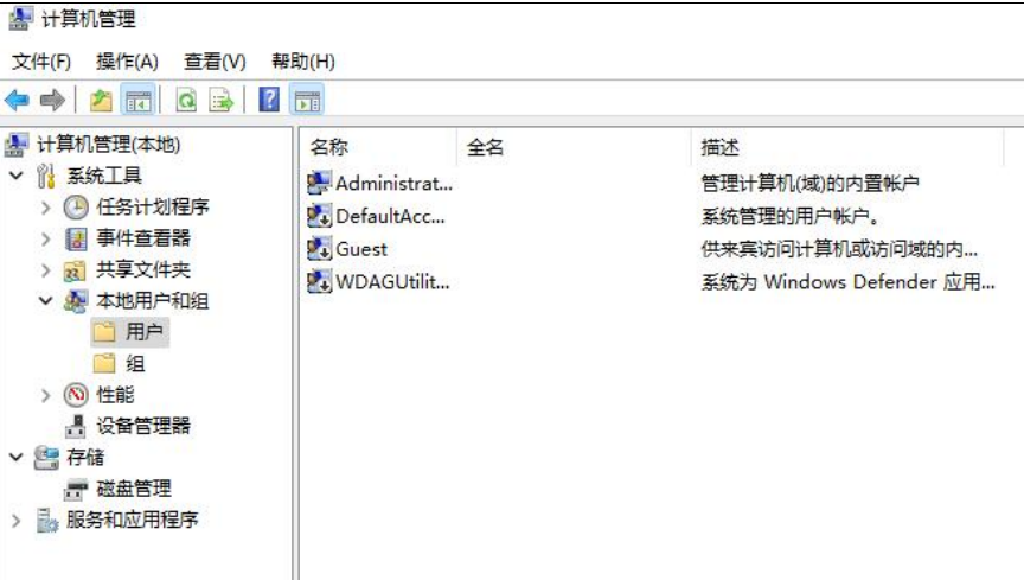 计算机管理
文件(F) 操作(A) 查看(V) 帮助(H)
计算机管理(本地)
系统工具
任务计划程序
事件查看器
共享文件夹
本地用户和组
用户
组
性能
设备管理器
存储
磁盘管理
服务和应用程序
名称 全名 描述
Administrat... 管理计算机(域)的内置帐户
DefaultAcc... 系统管理的用户帐户。
Guest 供来宾访问计算机或访问域的内...
WDAGUtilit... 系统为 Windows Defender 应用...